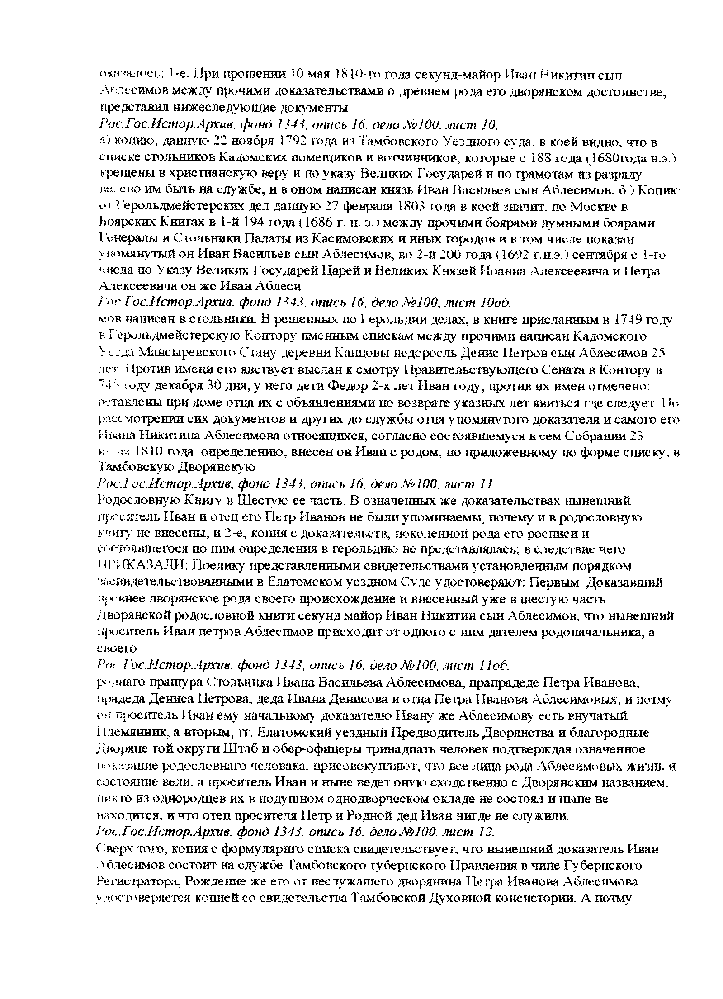 оказалось: 1-е. При прошении 10 мая 1810-го года секунд-майор Иван Никитин сын
Аблесимов между прочими доказательствами о древнем рода его дворянском достоинстве,
представил нижеследующие документы
Рос.Гос.Истор.Архив, фонд 1343, опись 16, дело №100, лист 10.
а) копию, данную 22 ноября 1792 года из Тамбовского Уездного суда, в коей видно, что в
списке стольников Кадомских помещиков и вотчинников, которые с 188 года (1680года н.э.)
крещены в христианскую веру и по указу Великих Государей и по грамотам из разряду
велено им быть на службе, и в оном написан князь Иван Васильев сын Аблесимов; б.) Копию
от Герольдмейстерских дел данную 27 февраля 1803 года в коей значит, по Москве в
Боярских Книгах в 1-й 194 года (1686 г. н. э.) между прочими боярами думными боярами
Генералы и Стольники Палаты из Касимовских и иных городов и в том числе показан
упомянутый он Иван Васильев сын Аблесимов, во 2-й 200 года (1692 г.н.э.) сентября с 1-го
числа по Указу Великих Государей Царей и Великих Князей Иоанна Алексеевича и Петра
Алексеевича он же Иван Аблеси
Рос.Гос.Истор.Архив, фонд 1343, опись 16, дело №100, лист 10об.
мов написан в стольники. В решенных по Герольдии делах, в книге присланным в 1749 году
в Герольдмейстерскую Контору именным спискам между прочими написан Кадомского
Уезда Мансыревского Стану деревни Капцовы недоросль Денис Петров сын Аблесимов 25
лет. Против имени его явствует выслан к смотру Правительствующего Сената в Контору в
году декабря 30 дня, у него дети Федор 2-х лет Иван году, против их имен отмечено:
оставлены при доме отца их с объявлениями по возврате указных лет явиться где следует. По
рассмотрении сих документов и других до службы отца упомянутого доказателя и самого его
Ивана Никитина Аблесимова относящихся, согласно состоявшемуся в сем Собрании 23
1810 года определению, внесен он Иван с родом, по приложенному по форме списку, в
Тамбовскую Дворянскую
Рос.Гос.Истор.Архив, фонд 1343, опись 16, дело №100, лист 11.
Родословную Книгу в Шестую ее часть. В означенных же доказательствах нынешний
проситель Иван и отец его Петр Иванов не были упоминаемы, почему и в родословную
книгу не внесены, и 2-е, копия с доказательств, поколенной рода его росписи и
состоявшегося по ним определения в герольдию не представлялась; в следствие чего
ПРИКАЗАЛИ: Поелику представленными свидетельствами установленным порядком
засвидетельствованными в Елатомском уездном Суде удостоверяют: Первым. Доказавший
древнее дворянское рода своего происхождение и внесенный уже в шестую часть
Дворянской родословной книги секунд майор Иван Никитин сын Аблесимов, что нынешний
проситель Иван петров Аблесимов присходит от одного с ним дателем родоначальника, а
своего
Рос.Гос.Истор.Архив, фонд 1343, опись 16, дело №100, лист 11об.
роднаго пращура Стольника Ивана Васильева Аблесимова, прапрадеде Петра Иванова,
прадеда Дениса Петрова, деда Ивана Денисова и отца Петра Иванова Аблесимовых, и потму
он проситель Иван ему начальному доказателю Ивану же Аблесимову есть внучатый
Племянник, а вторым, гг. Елатомский уездный Предводитель Дворянства и благородные
Дворяне той округи Штаб и обер-офицеры тринадцать человек подтверждая означенное
показание родословнаго человака, присовокупляют, что все лица рода Аблесимовых жизнь и
состояние вели, а проситель Иван и ныне ведет оную сходственно с Дворянским названием,
никто из однородцев их в подушном однодворческом окладе не состоял и ныне не
находится, и что отец просителя Петр и Родной дед Иван нигде не служили.
Рос.Гос.Истор.Архив, фонд 1343, опись 16, дело №100, лист 12.
Сверх того, копия с формулярнго списка свидетельствует, что нынешний доказатель Иван
Аблесимов состоит на службе Тамбовского губернского Правления в чине Губернского
Регистратора, Рождение же его от неслужащего дворянина Петра Иванова Аблесимова
удостоверяется копией со свидетельства Тамбовской Духовной консистории. А потму